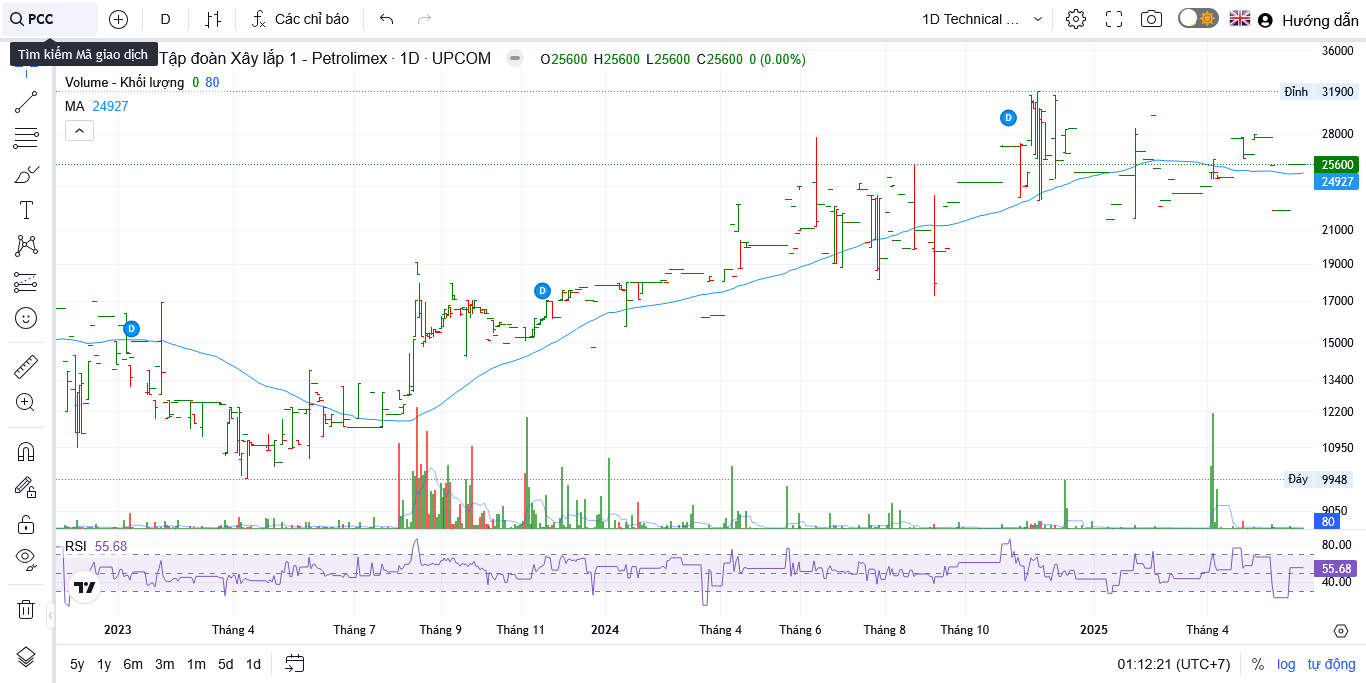 PCC
D
Các chỉ báo
1D Technical ...
Hướng dẫn
Tìm kiếm Mã giao dịch
Tập đoàn Xây lắp 1 - Petrolimex · 1D · UPCOM
O25600 H25600 L25600 C25600 0 (0.00%)
Volume - Khối lượng 0 80
MA 24927
36000
Đỉnh 31900
28000
25600
24927
21000
19000
17000
15000
13400
12200
10950
Đáy 9948
9050
80
D
D
D
RSI 55.68
80.00
55.68
40.00
2023 Tháng 4 Tháng 7 Tháng 9 Tháng 11 2024 Tháng 4 Tháng 6 Tháng 8 Tháng 10 2025 Tháng 4
5y 1y 6m 3m 1m 5d 1d
01:12:21 (UTC+7) % log tự động